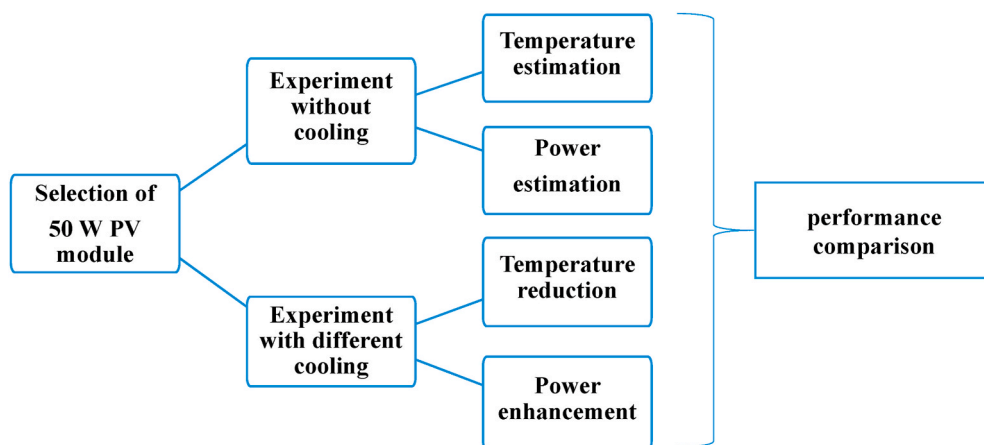 Selection of
50 W PV
module
Experiment
without
cooling
Experiment
with different
cooling
Temperature
estimation
Power
estimation
Temperature
reduction
Power
enhancement
performance
comparison